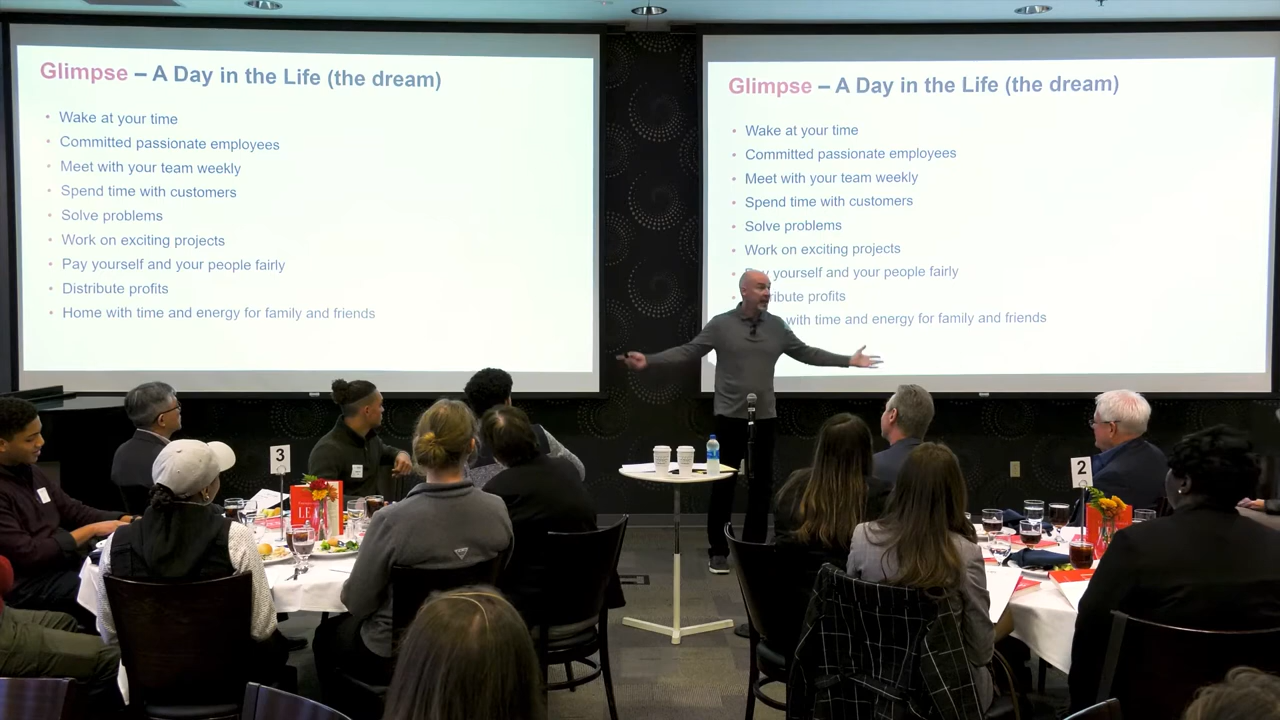 Glimpse – A Day in the Life (the dream)
• Wake at your time
• Committed passionate employees
• Meet with your team weekly
• Spend time with customers
• Solve problems
• Work on exciting projects
• Pay yourself and your people fairly
• Distribute profits
• Home with time and energy for family and friends
Glimpse – A Day in the Life (the dream)
• Wake at your time
• Committed passionate employees
• Meet with your team weekly
• Spend time with customers
• Solve problems
• Work on exciting projects
yourself and your people fairly
profits
with time and energy for family and friends
3
2